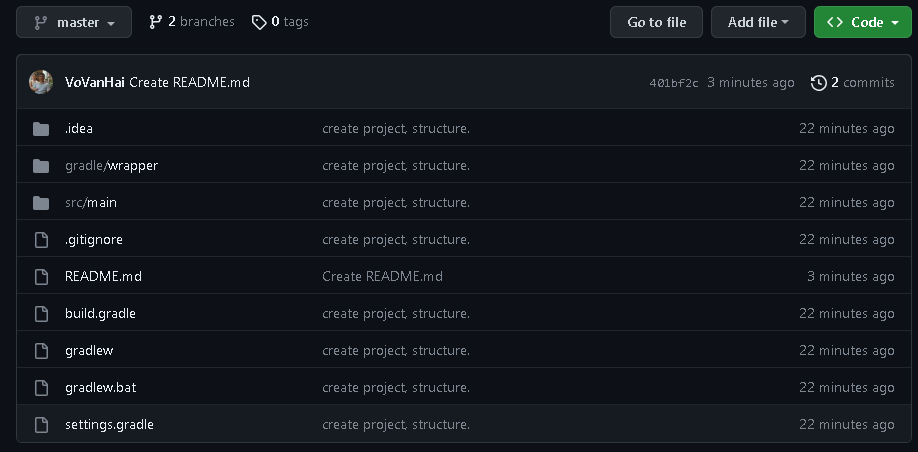 master 2 branches 0 tags Go to file Add file Code
VoVanHai Create README.md 401bf2c 3 minutes ago 2 commits
.idea create project, structure. 22 minutes ago
gradle/wrapper create project, structure. 22 minutes ago
src/main create project, structure. 22 minutes ago
.gitignore create project, structure. 22 minutes ago
README.md Create README.md 3 minutes ago
build.gradle create project, structure. 22 minutes ago
gradlew create project, structure. 22 minutes ago
gradlew.bat create project, structure. 22 minutes ago
settings.gradle create project, structure. 22 minutes ago